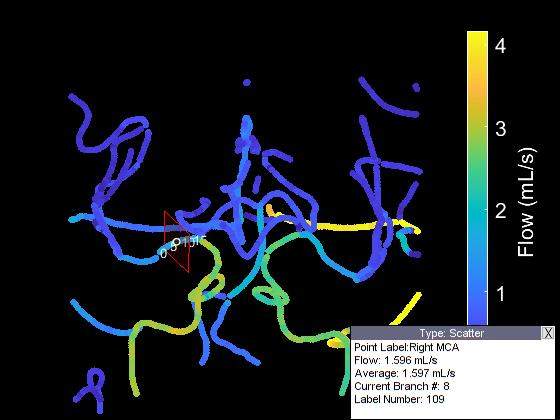 4
3
2
1
Flow (mL/s)
Type: Scatter
X
Point Label:Right MCA
Flow: 1.596 mL/s
Average: 1.597 mL/s
Current Branch #: 8
Label Number: 109